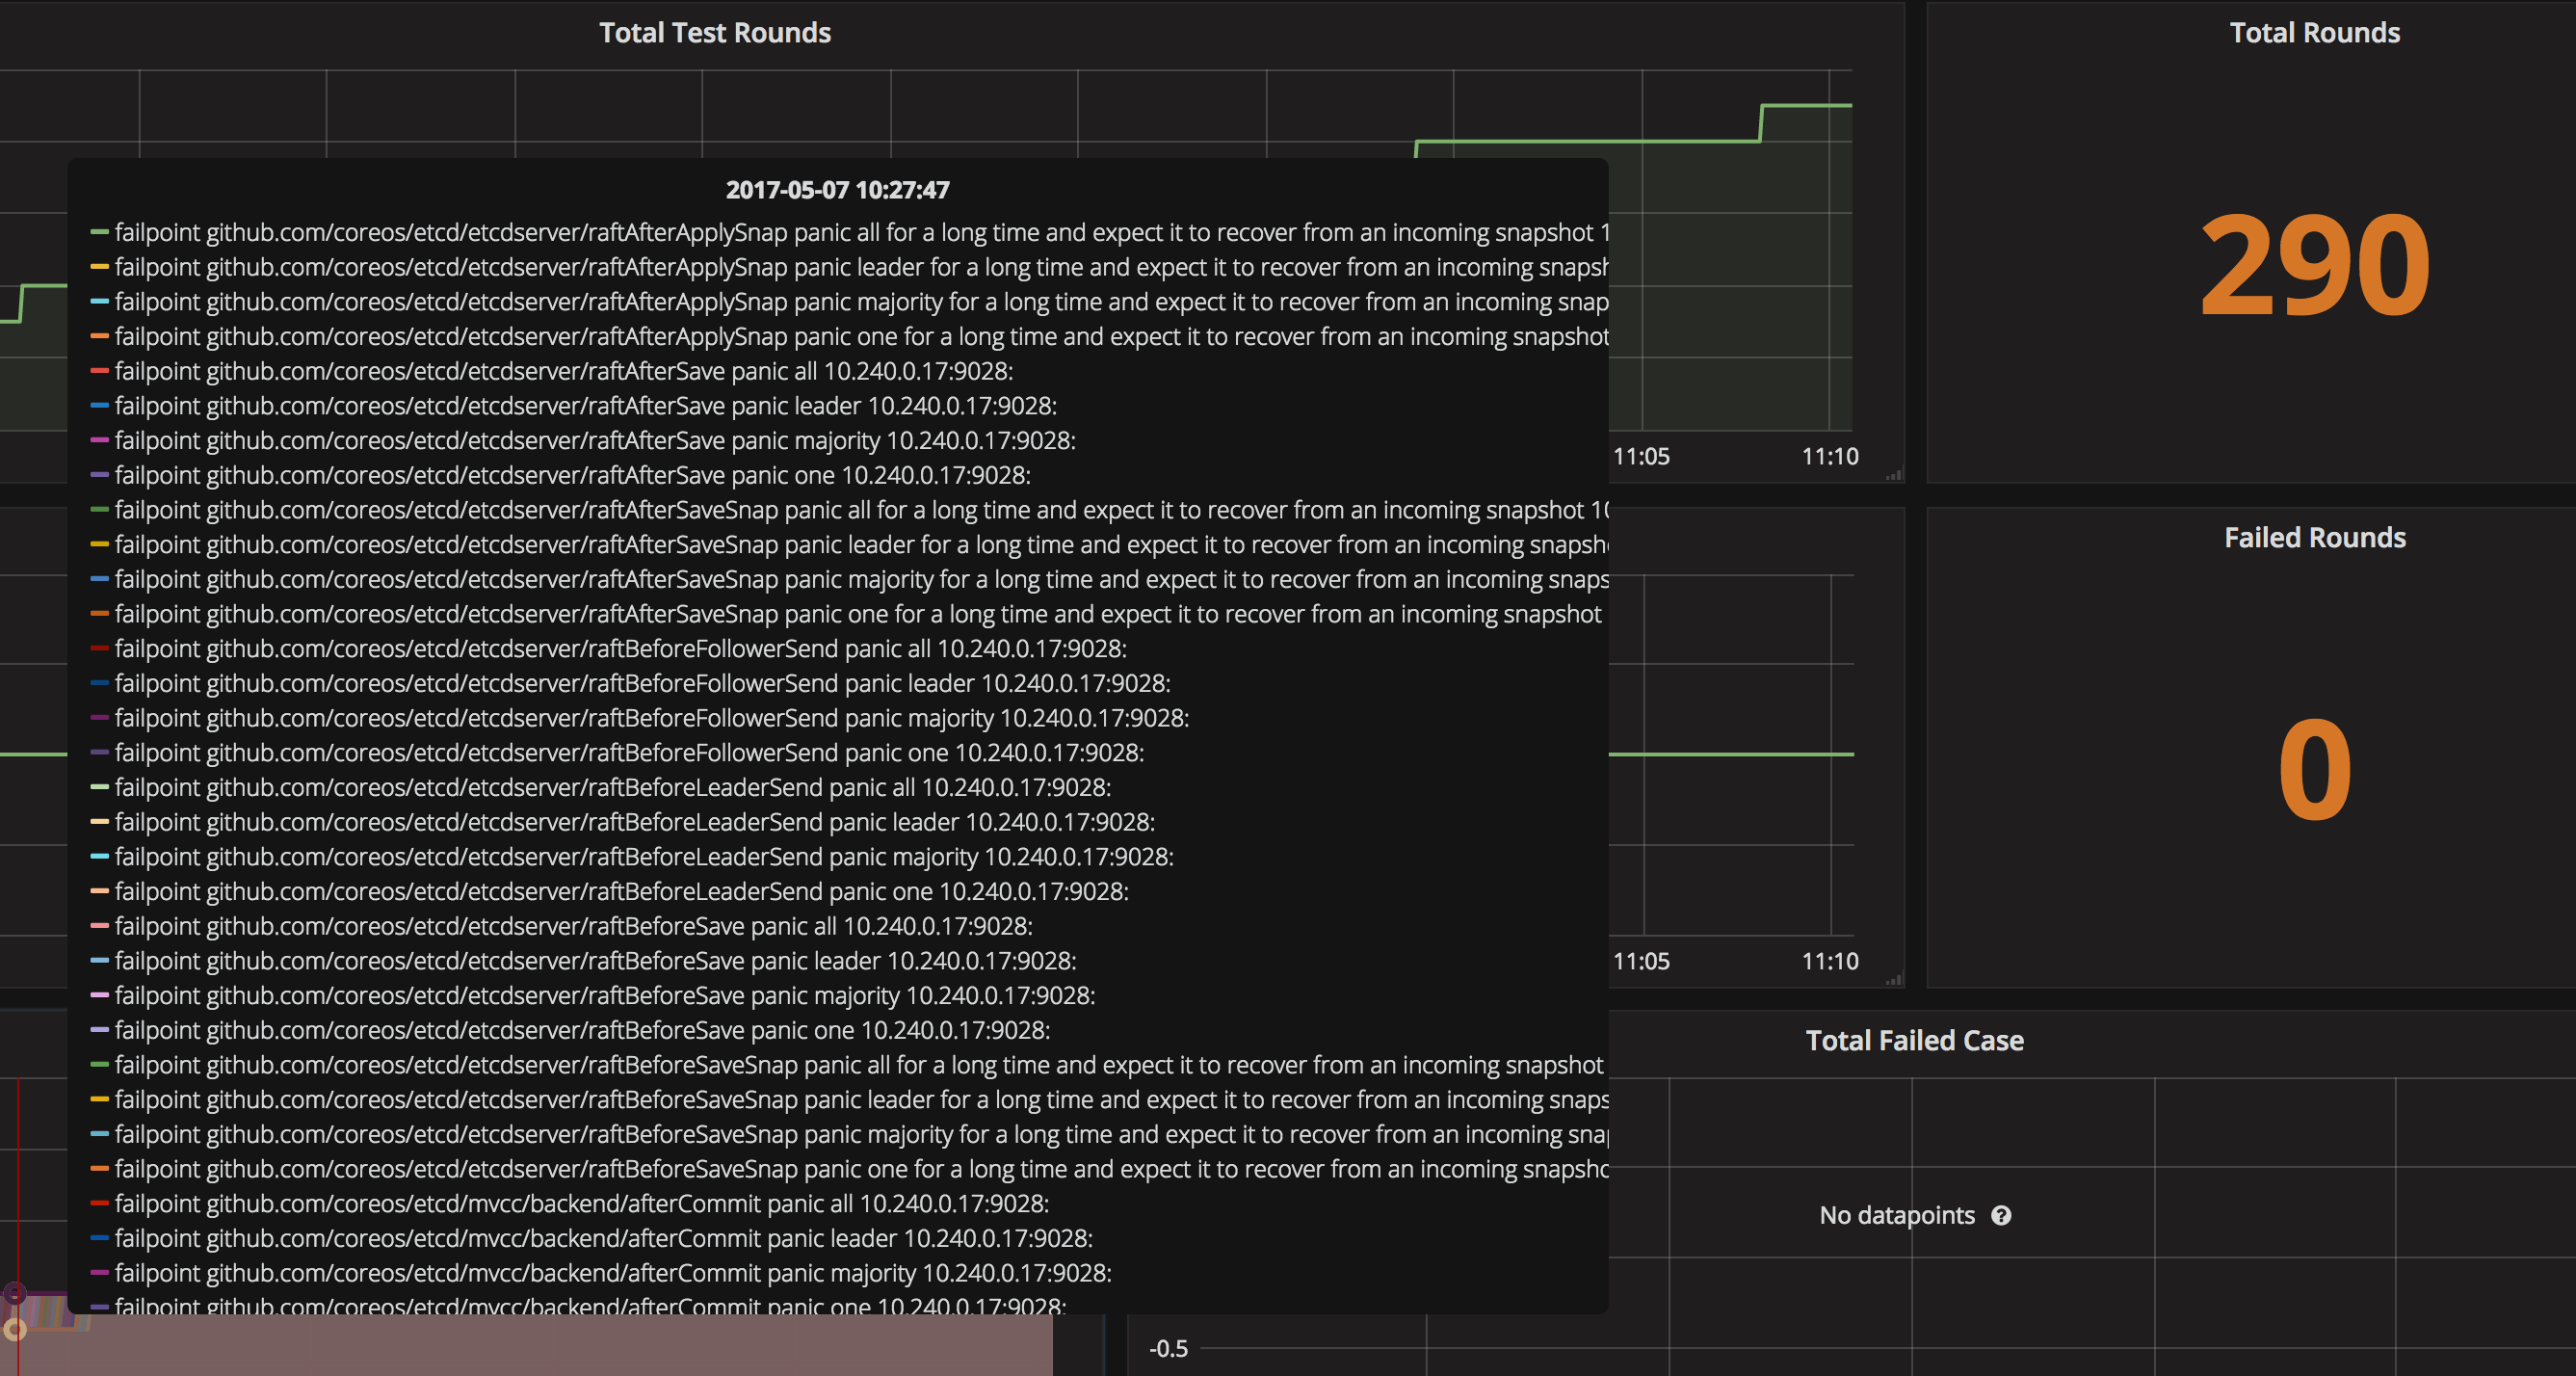 Total Test Rounds
Total Rounds
290
2017-05-07 10:27:47
failpoint github.com/coreos/etcd/etcdserver/raftAfterApplySnap panic all for a long time and expect it to recover from an incoming snapshot 1
failpoint github.com/coreos/etcd/etcdserver/raftAfterApplySnap panic leader for a long time and expect it to recover from an incoming snapsh
failpoint github.com/coreos/etcd/etcdserver/raftAfterApplySnap panic majority for a long time and expect it to recover from an incoming snap
failpoint github.com/coreos/etcd/etcdserver/raftAfterApplySnap panic one for a long time and expect it to recover from an incoming snapshot
failpoint github.com/coreos/etcd/etcdserver/raftAfterSave panic all 10.240.0.17:9028:
failpoint github.com/coreos/etcd/etcdserver/raftAfterSave panic leader 10.240.0.17:9028:
failpoint github.com/coreos/etcd/etcdserver/raftAfterSave panic majority 10.240.0.17:9028:
failpoint github.com/coreos/etcd/etcdserver/raftAfterSave panic one 10.240.0.17:9028:
failpoint github.com/coreos/etcd/etcdserver/raftAfterSaveSnap panic all for a long time and expect it to recover from an incoming snapshot 10
failpoint github.com/coreos/etcd/etcdserver/raftAfterSaveSnap panic leader for a long time and expect it to recover from an incoming snapsh
failpoint github.com/coreos/etcd/etcdserver/raftAfterSaveSnap panic majority for a long time and expect it to recover from an incoming snaps
failpoint github.com/coreos/etcd/etcdserver/raftAfterSaveSnap panic one for a long time and expect it to recover from an incoming snapshot
failpoint github.com/coreos/etcd/etcdserver/raftBeforeFollowerSend panic all 10.240.0.17:9028:
failpoint github.com/coreos/etcd/etcdserver/raftBeforeFollowerSend panic leader 10.240.0.17:9028:
failpoint github.com/coreos/etcd/etcdserver/raftBeforeFollowerSend panic majority 10.240.0.17:9028:
failpoint github.com/coreos/etcd/etcdserver/raftBeforeFollowerSend panic one 10.240.0.17:9028:
failpoint github.com/coreos/etcd/etcdserver/raftBeforeLeaderSend panic all 10.240.0.17:9028:
failpoint github.com/coreos/etcd/etcdserver/raftBeforeLeaderSend panic leader 10.240.0.17:9028:
failpoint github.com/coreos/etcd/etcdserver/raftBeforeLeaderSend panic majority 10.240.0.17:9028:
failpoint github.com/coreos/etcd/etcdserver/raftBeforeLeaderSend panic one 10.240.0.17:9028:
failpoint github.com/coreos/etcd/etcdserver/raftBeforeSave panic all 10.240.0.17:9028:
failpoint github.com/coreos/etcd/etcdserver/raftBeforeSave panic leader 10.240.0.17:9028:
failpoint github.com/coreos/etcd/etcdserver/raftBeforeSave panic majority 10.240.0.17:9028:
failpoint github.com/coreos/etcd/etcdserver/raftBeforeSave panic one 10.240.0.17:9028:
failpoint github.com/coreos/etcd/etcdserver/raftBeforeSaveSnap panic all for a long time and expect it to recover from an incoming snapshot
failpoint github.com/coreos/etcd/etcdserver/raftBeforeSaveSnap panic leader for a long time and expect it to recover from an incoming snaps
failpoint github.com/coreos/etcd/etcdserver/raftBeforeSaveSnap panic majority for a long time and expect it to recover from an incoming snap
failpoint github.com/coreos/etcd/etcdserver/raftBeforeSaveSnap panic one for a long time and expect it to recover from an incoming snapsho
failpoint github.com/coreos/etcd/mvcc/backend/afterCommit panic all 10.240.0.17:9028:
failpoint github.com/coreos/etcd/mvcc/backend/afterCommit panic leader 10.240.0.17:9028:
failpoint github.com/coreos/etcd/mvcc/backend/afterCommit panic majority 10.240.0.17:9028:
failpoint github.com/coreos/etcd/mvcc/backend/afterCommit panic one 10.240.0.17:9028:
11:05 11:10
Failed Rounds
0
11:05 11:10
Total Failed Case
No datapoints ?
-0.5